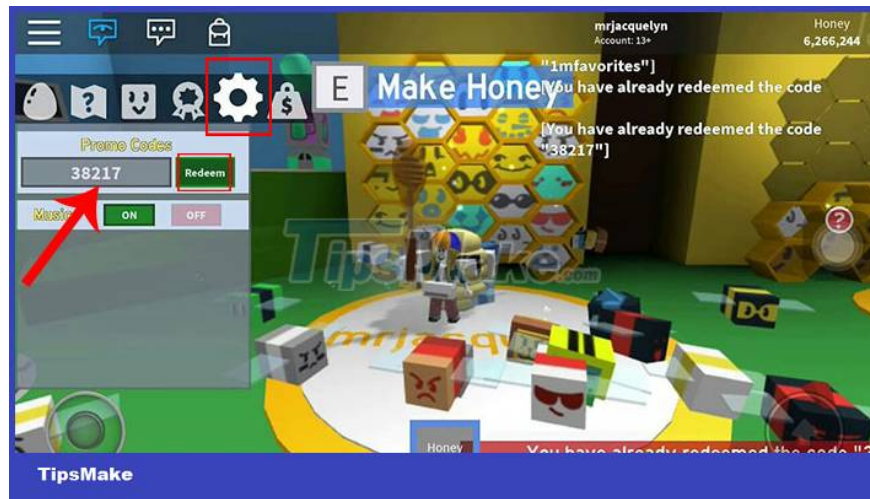 mrjacquelyn
Account: 13+
Honey
6,266,244
E
Make Honey
"1mfavorites"]
[You have already redeemed the code
[You have already redeemed the code
"38217"]
Promo Codes
38217
Redeem
Music
ON
OFF
TipsMake.com
mrjacq
Honey
You have already redeemed the code "3
TipsMake